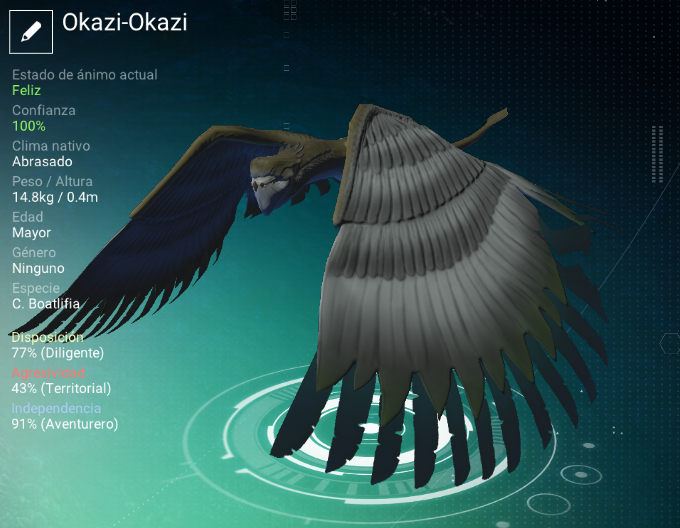 Okazi-Okazi
Estado de ánimo actual
Feliz
Confianza
100%
Clima nativo
Abrasado
Peso / Altura
14.8kg / 0.4m
Edad
Mayor
Género
Ninguno
Especie
C. Boatlifia
Disposición
77% (Diligente)
Agresividad
43% (Territorial)
Independencia
91% (Aventurero)